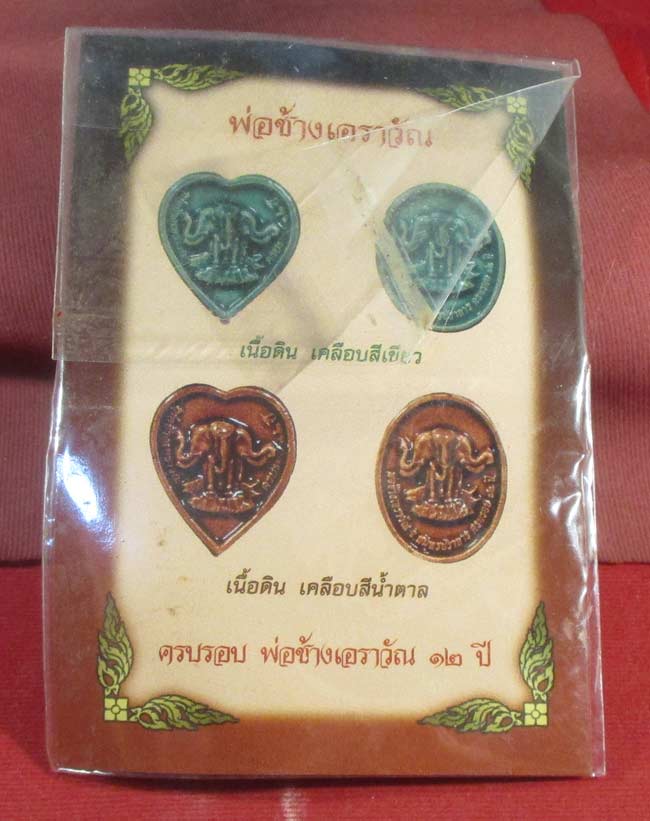 พ่อช้างเอราวัณ
เนื้อดิน เคลือบสีเขียว
เนื้อดิน เคลือบสีน้ำตาล
ครบรอบ พ่อช้างเอราวัณ ๑๒ ปี